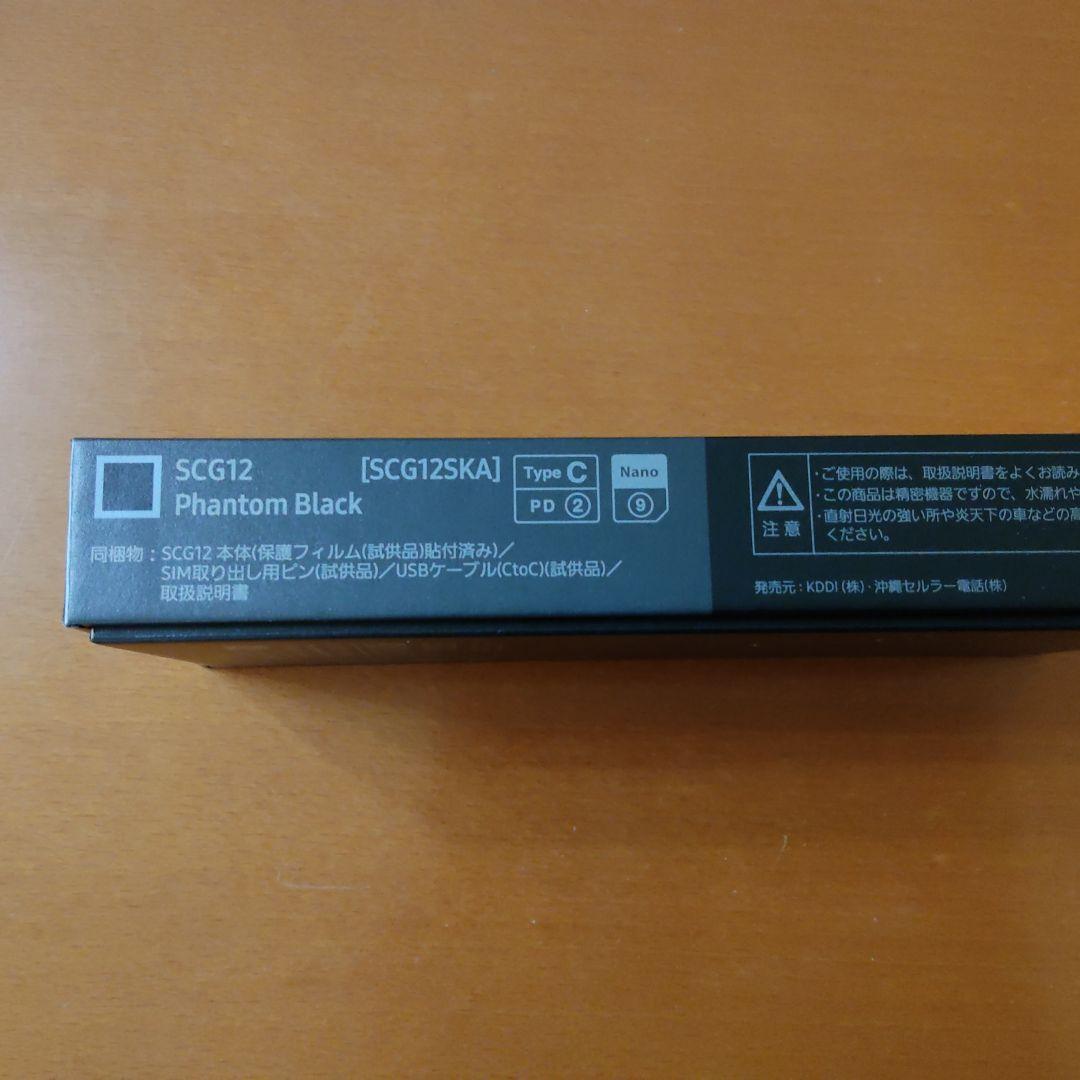 SCG12 [SCG12SKA]
Phantom Black
Type C
PD ②
Nano
⑨
同梱物：SCG12 本体(保護フィルム(試供品)貼付済み)／
SIM取り出し用ピン(試供品)／USBケーブル(CtoC)(試供品)／
取扱説明書
注意
・ご使用の際は、取扱説明書をよくお読み
・この商品は精密機器ですので、水濡れや
・直射日光の強い所や炎天下の車などの高
ください。
発売元：KDDI (株)・沖縄セルラー電話(株)